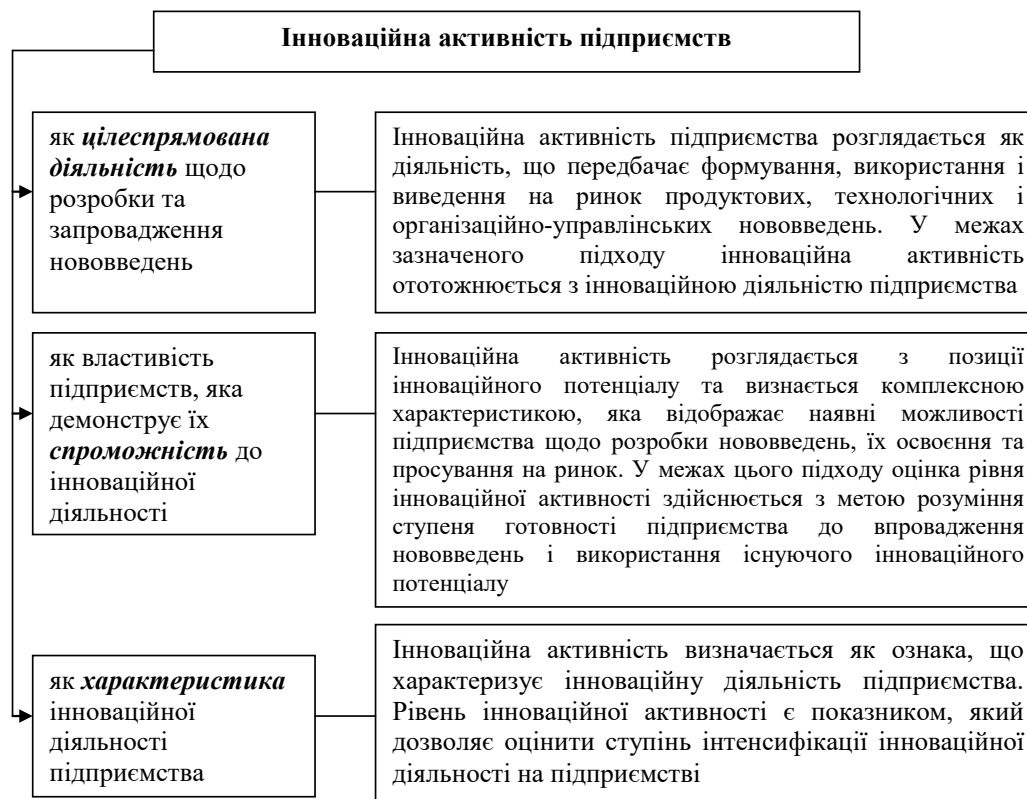 Інноваційна активність підприємств
як цілеспрямована
діяльність щодо
розробки та
запровадження
нововведень
Інноваційна активність підприємства розглядається як
діяльність, що передбачає формування, використання і
виведення на ринок продуктових, технологічних і
організаційно-управлінських нововведень. У межах
зазначеного підходу інноваційна активність
ототожнюється з інноваційною діяльністю підприємства
як властивість
підприємств, яка
демонструє їх
спроможність до
інноваційної
діяльності
Інноваційна активність розглядається з позиції
інноваційного потенціалу та визнається комплексною
характеристикою, яка відображає наявні можливості
підприємства щодо розробки нововведень, їх освоєння та
просування на ринок. У межах цього підходу оцінка рівня
інноваційної активності здійснюється з метою розуміння
ступеня готовності підприємства до впровадження
нововведень і використання існуючого інноваційного
потенціалу
як характеристика
інноваційної
діяльності
підприємства
Інноваційна активність визначається як ознака, що
характеризує інноваційну діяльність підприємства.
Рівень інноваційної активності є показником, який
дозволяє оцінити ступінь інтенсифікації інноваційної
діяльності на підприємстві